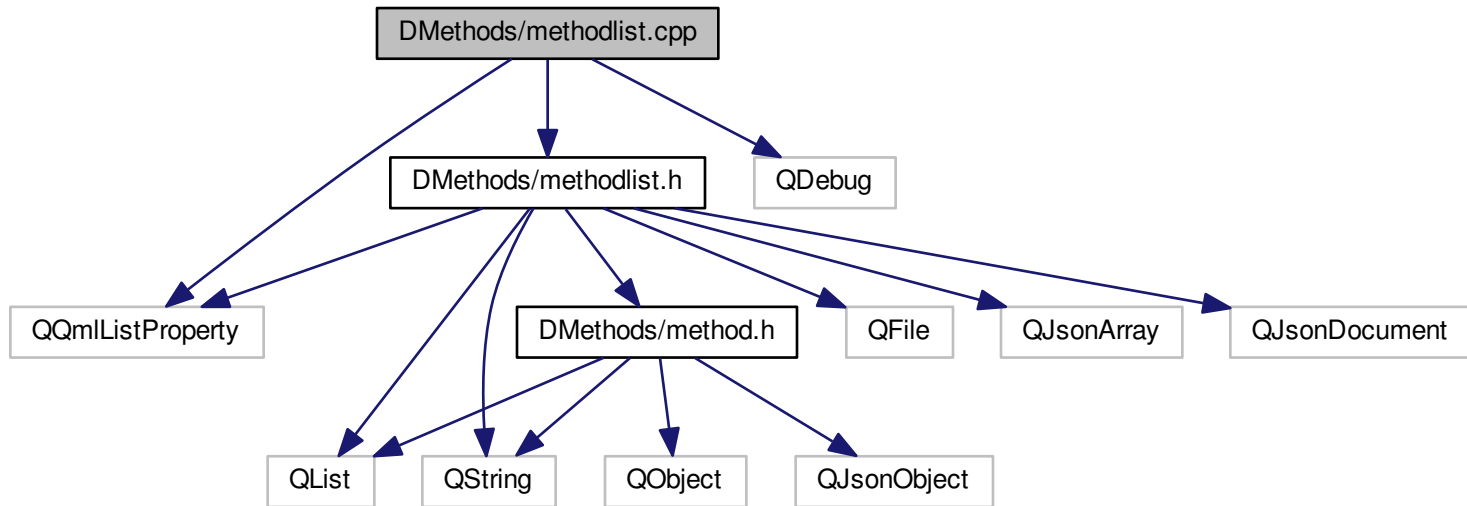 DMethods/methodlist.cpp
DMethods/methodlist.h
QDebug
QQmlListProperty
DMethods/method.h
QFile
QJsonArray
QJsonDocument
QList
QString
QObject
QJsonObject